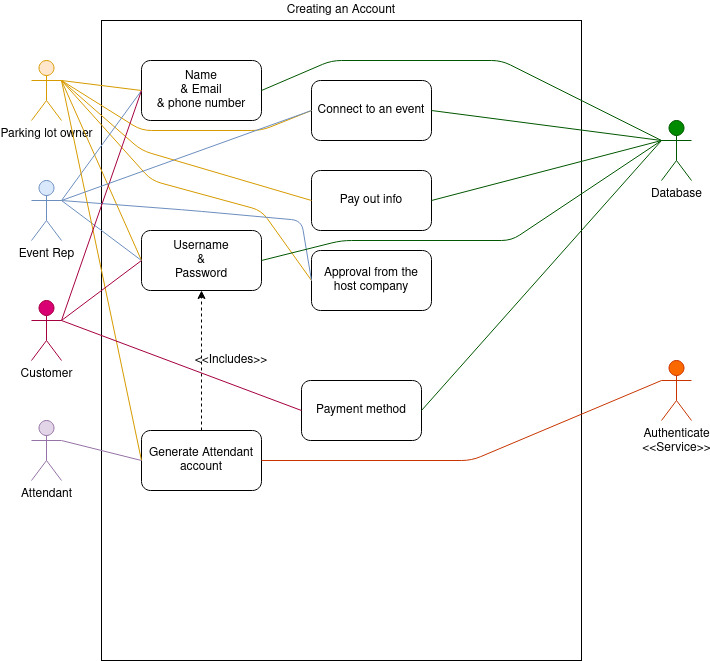 Creating an Account
Name
& Email
& phone number
Connect to an event
Parking lot owner
Database
Pay out info
Event Rep
Username
&
Password
Approval from the
host company
<<Includes>>
Customer
Payment method
Authenticate
<<Service>>
Generate Attendant
account
Attendant